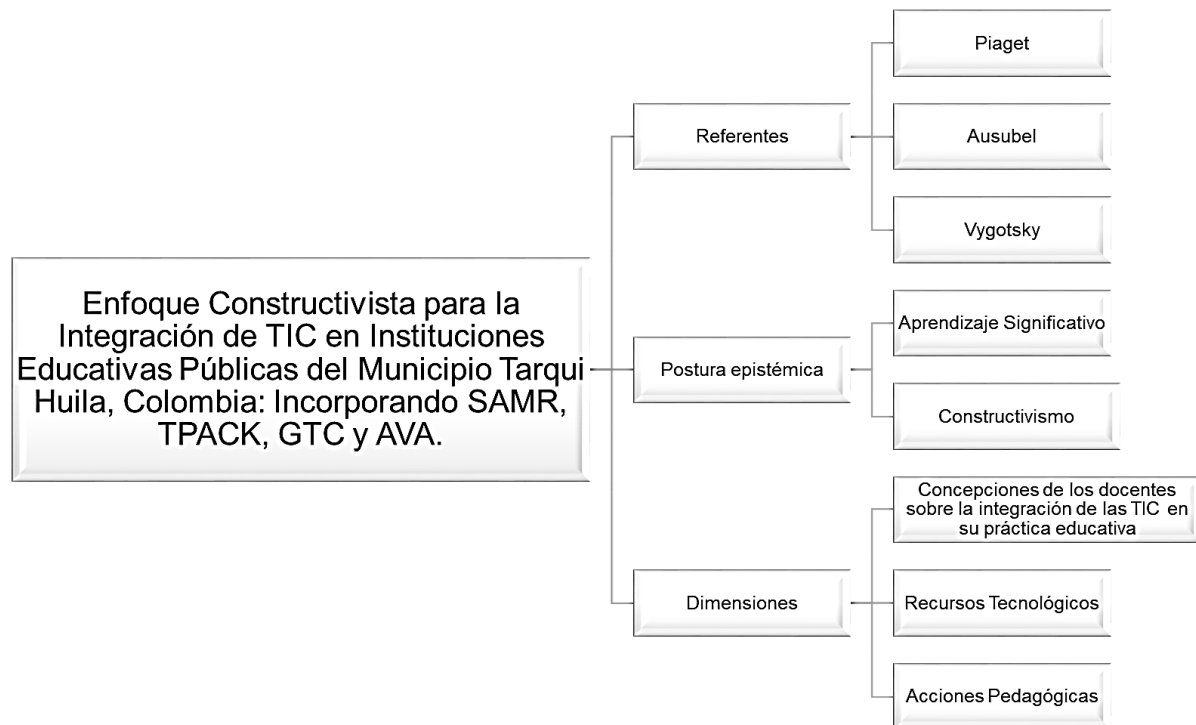 Enfoque Constructivista para la
Integración de TIC en Instituciones
Educativas Públicas del Municipio Tarqui
Huila, Colombia: Incorporando SAMR,
TPACK, GTC y AVA.
Referentes
Piaget
Ausubel
Vygotsky
Postura epistémica
Aprendizaje Significativo
Constructivismo
Dimensiones
Concepciones de los docentes
sobre la integración de las TIC en
su práctica educativa
Recursos Tecnológicos
Acciones Pedagógicas